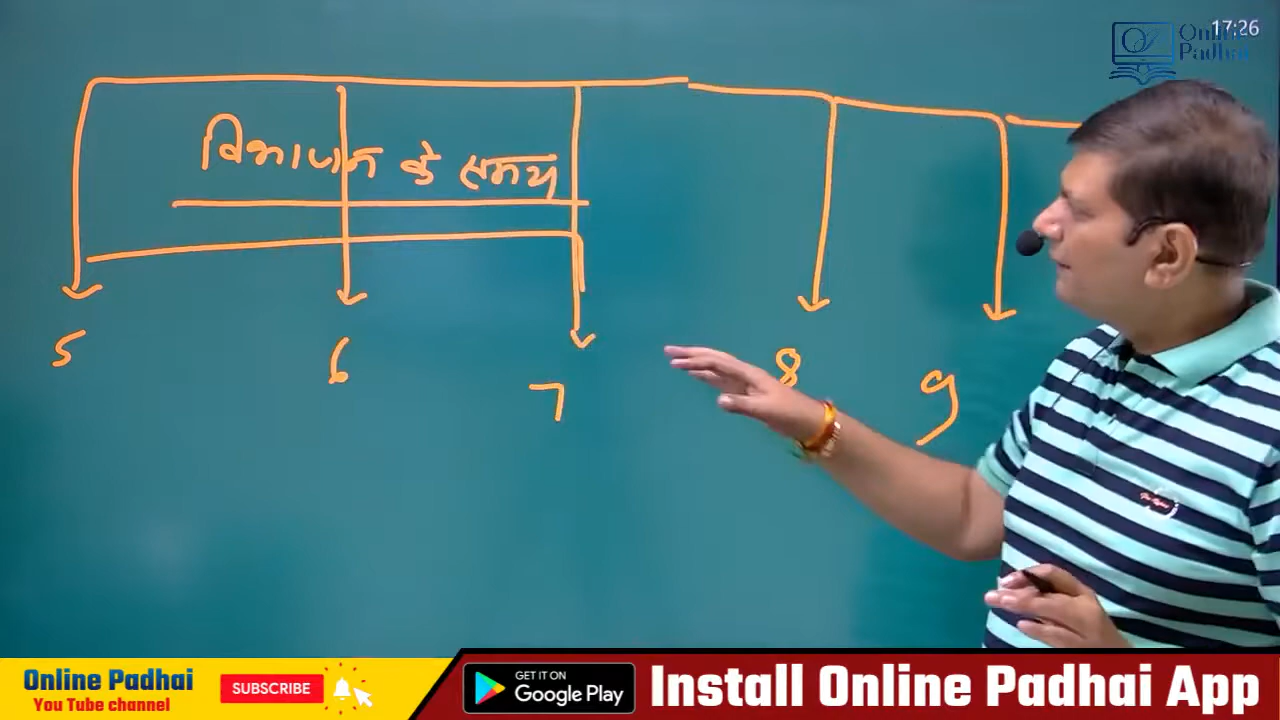 17:26
Online
Padhai
विभाजन के समय
5
6
7
8
9
Online Padhai
You Tube channel
SUBSCRIBE
GET IT ON
Google Play
Install Online Padhai App